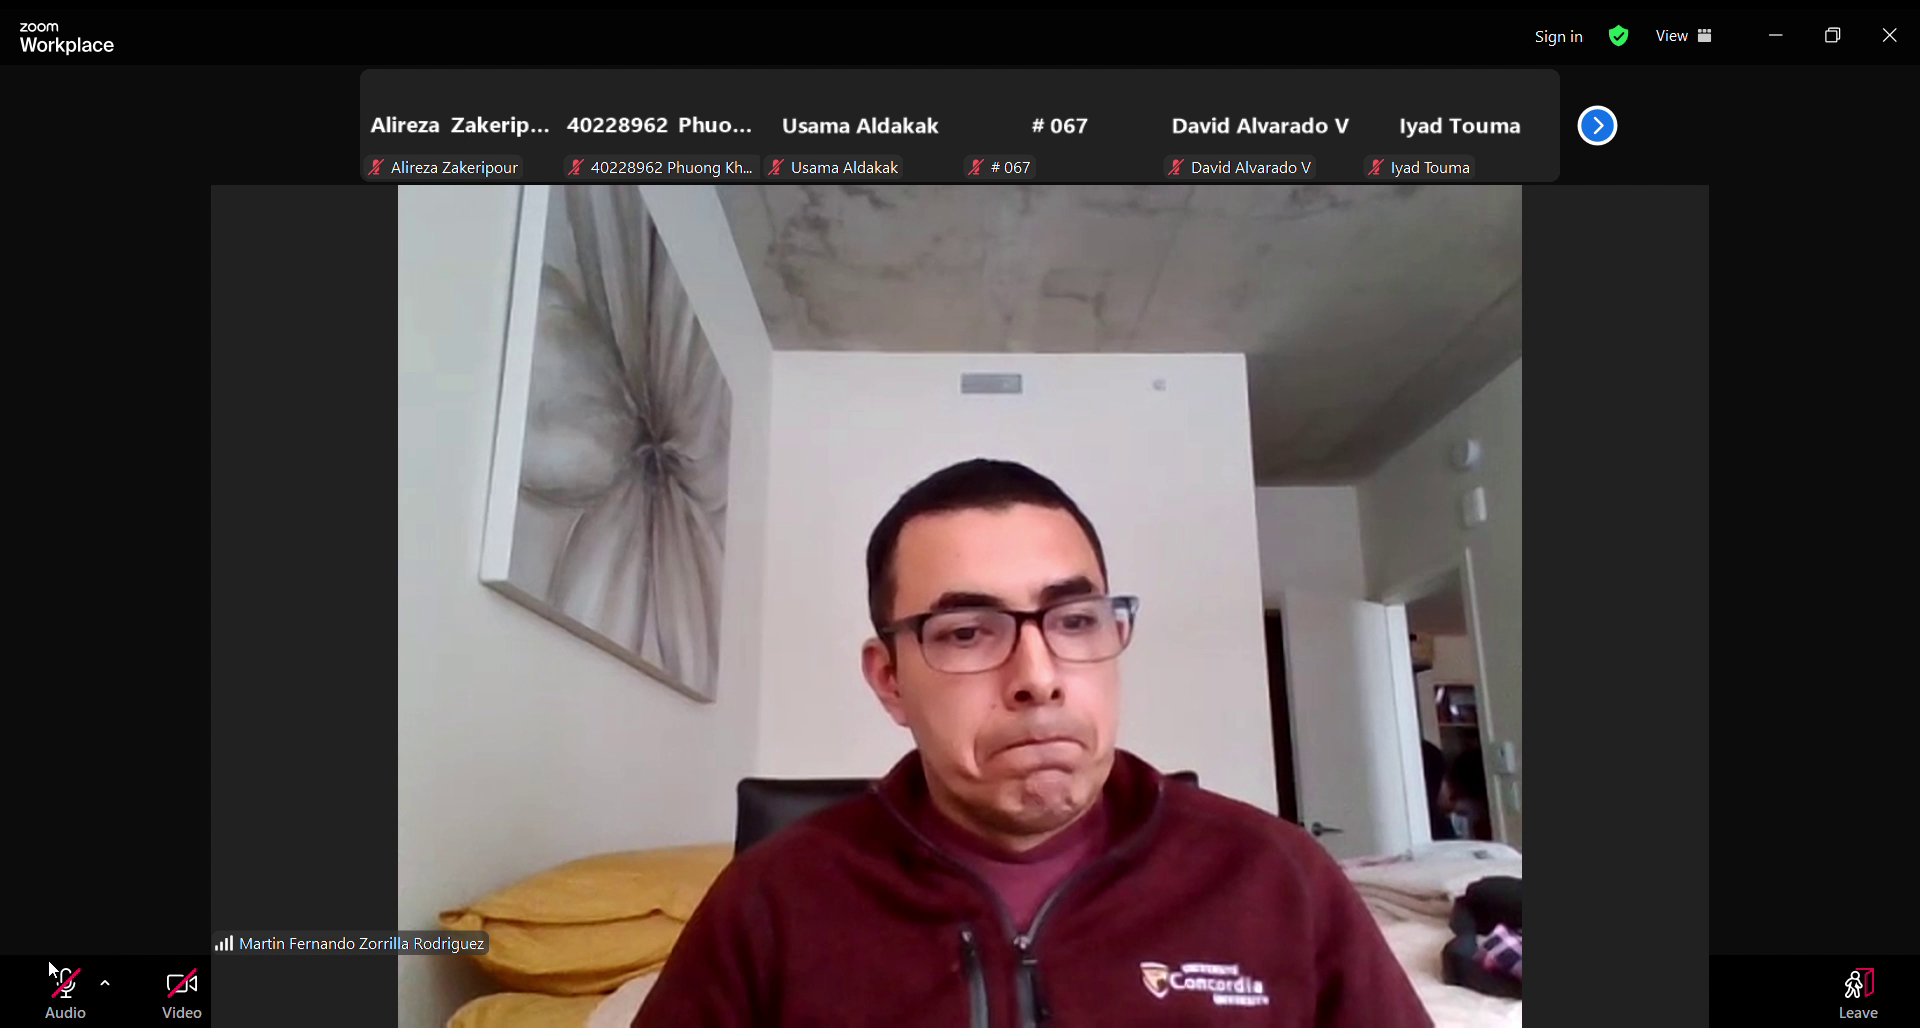 zoom
Workplace
Sign in
View
Alireza Zakerip...
40228962 Phuo...
Usama Aldakak
# 067
David Alvarado V
Iyad Touma
Alireza Zakeripour
40228962 Phuong Kh...
Usama Aldakak
# 067
David Alvarado V
Iyad Touma
Martin Fernando Zorrilla Rodriguez
Concordia
Audio
Video
Leave